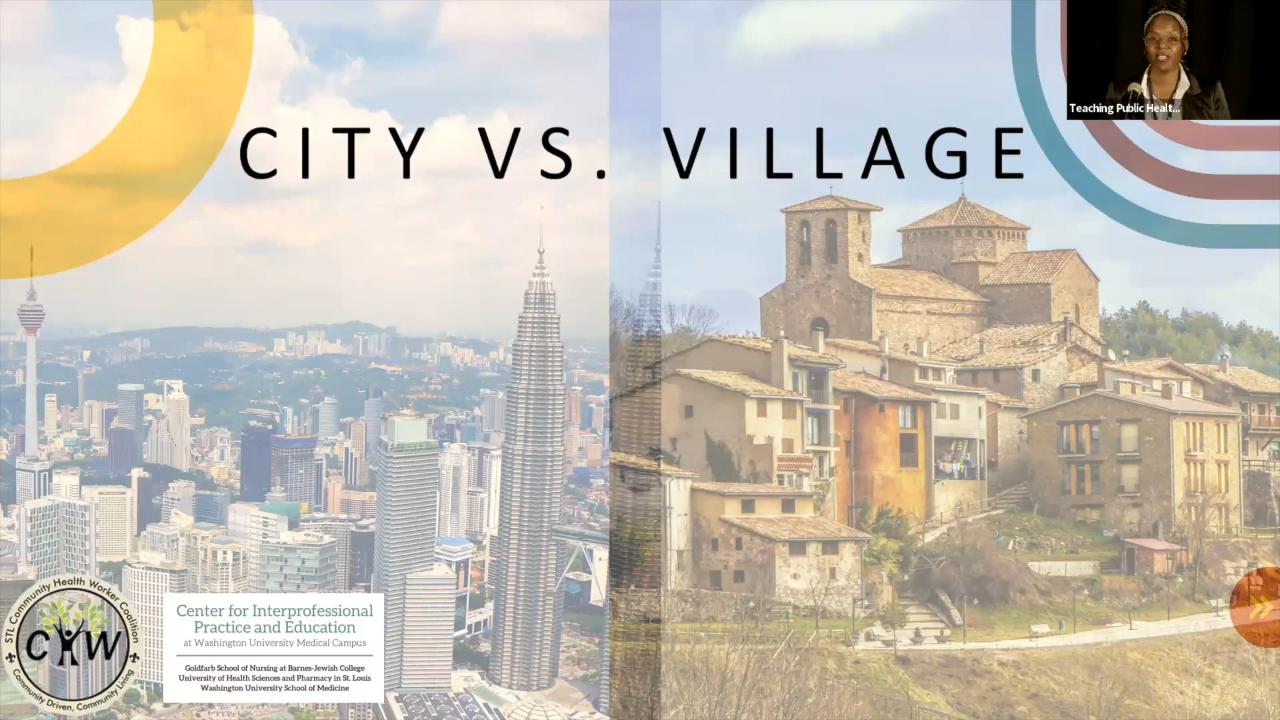 Teaching Public Healt...
CITY VS. VILLAGE
STL Community Health Worker Coalition
CHW
Community Driven, Community Living
Center for Interprofessional
Practice and Education
at Washington University Medical Campus
Goldfarb School of Nursing at Barnes-Jewish College
University of Health Sciences and Pharmacy in St. Louis
Washington University School of Medicine